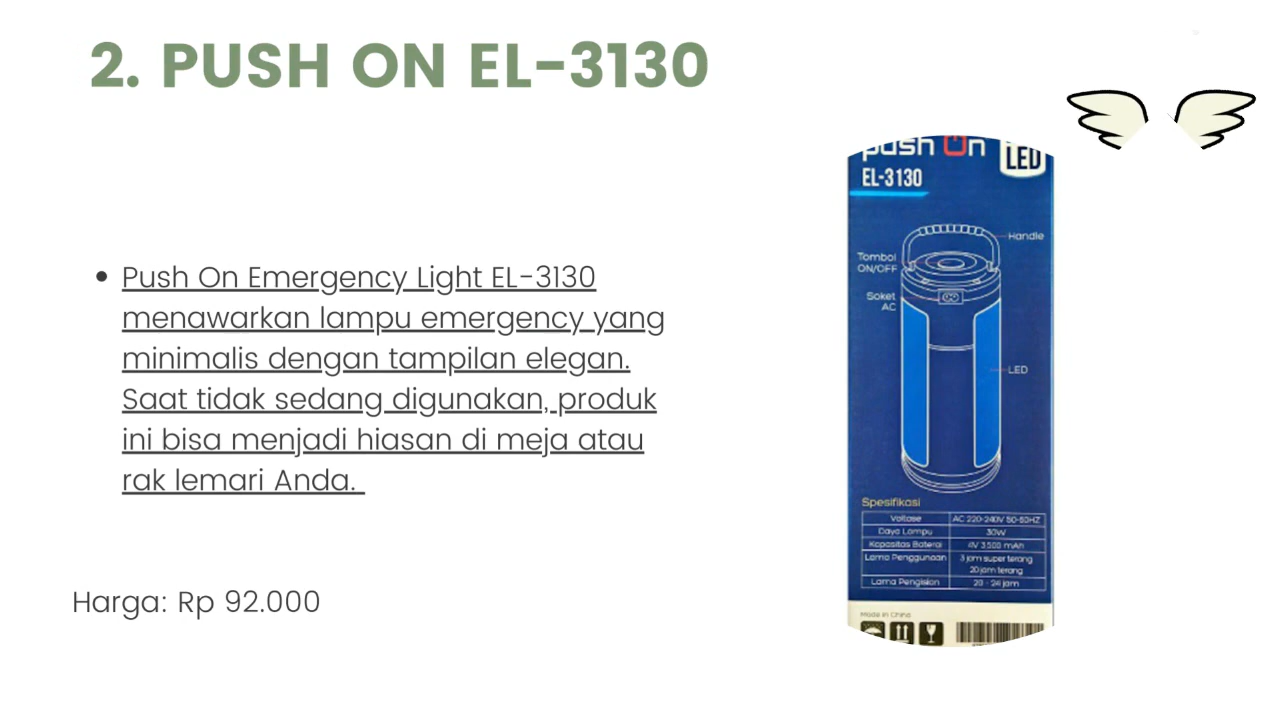 2. PUSH ON EL-3130
Push On Emergency Light EL-3130
menawarkan lampu emergency yang
minimalis dengan tampilan elegan.
Saat tidak sedang digunakan, produk
ini bisa menjadi hiasan di meja atau
rak lemari Anda.
Harga: Rp 92.000
push On
LED
EL-3130
Handle
Tombol
ON/OFF
Soket
AC
LED
Spesifikasi
Voltase AC 220-240V 50-60HZ
Daya Lampu 30W
Kapasitas Baterai 4V 3.500 mAh
Lama Penggunaan 3 jam super terang
20 jam terang
Lama Pengisian 20 - 24 jam
Made in China